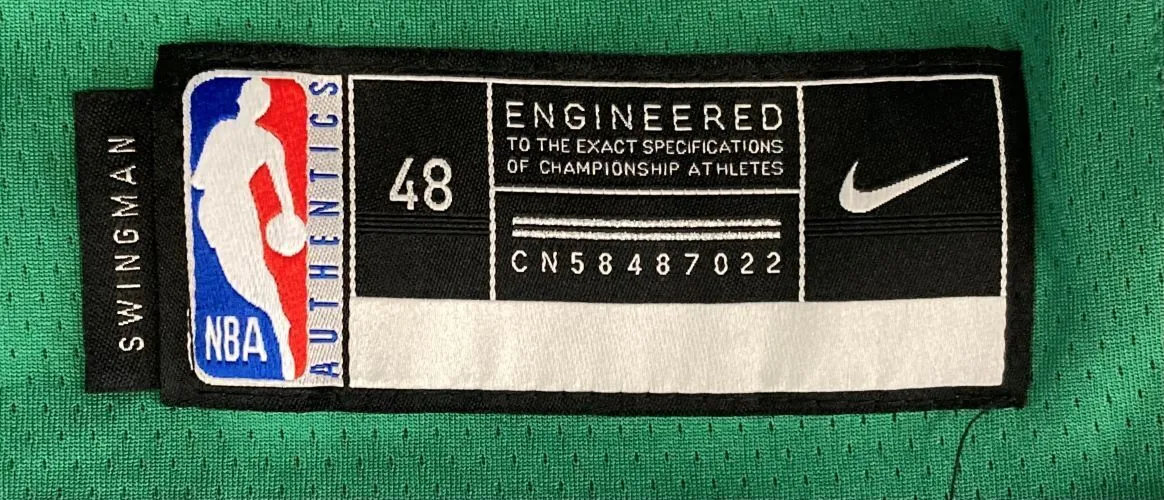 SWINGMAN
NBA
AUTHENTICS
48
ENGINEERED
TO THE EXACT SPECIFICATIONS
OF CHAMPIONSHIP ATHLETES
CN58487022